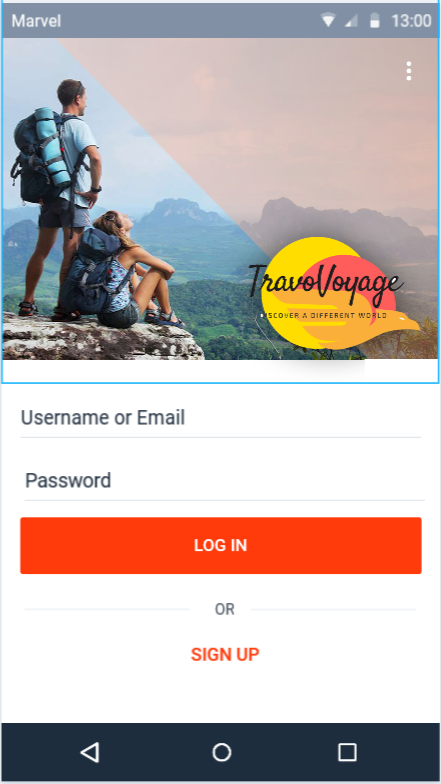 Marvel 13:00
TravoVoyage
DISCOVER A DIFFERENT WORLD
Username or Email
Password
LOG IN
OR
SIGN UP